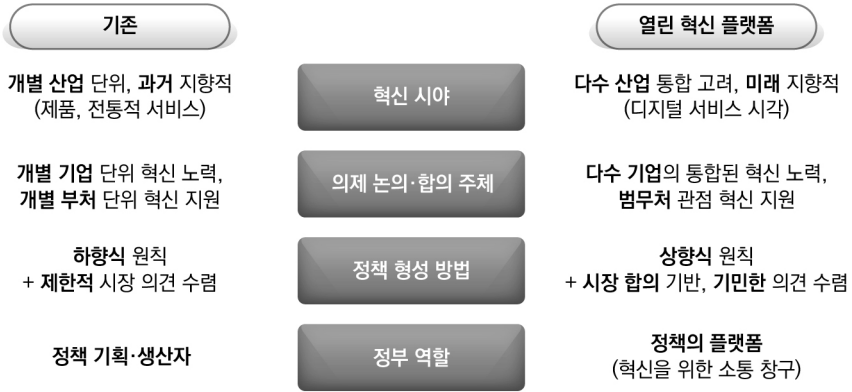 기존
열린 혁신 플랫폼
개별 산업 단위, 과거 지향적
(제품, 전통적 서비스)
혁신 시야
다수 산업 통합 고려, 미래 지향적
(디지털 서비스 시각)
개별 기업 단위 혁신 노력,
개별 부처 단위 혁신 지원
의제 논의·합의 주체
다수 기업의 통합된 혁신 노력,
범무처 관점 혁신 지원
하향식 원칙
+ 제한적 시장 의견 수렴
정책 형성 방법
상향식 원칙
+ 시장 합의 기반, 기민한 의견 수렴
정책 기획·생산자
정부 역할
정책의 플랫폼
(혁신을 위한 소통 창구)